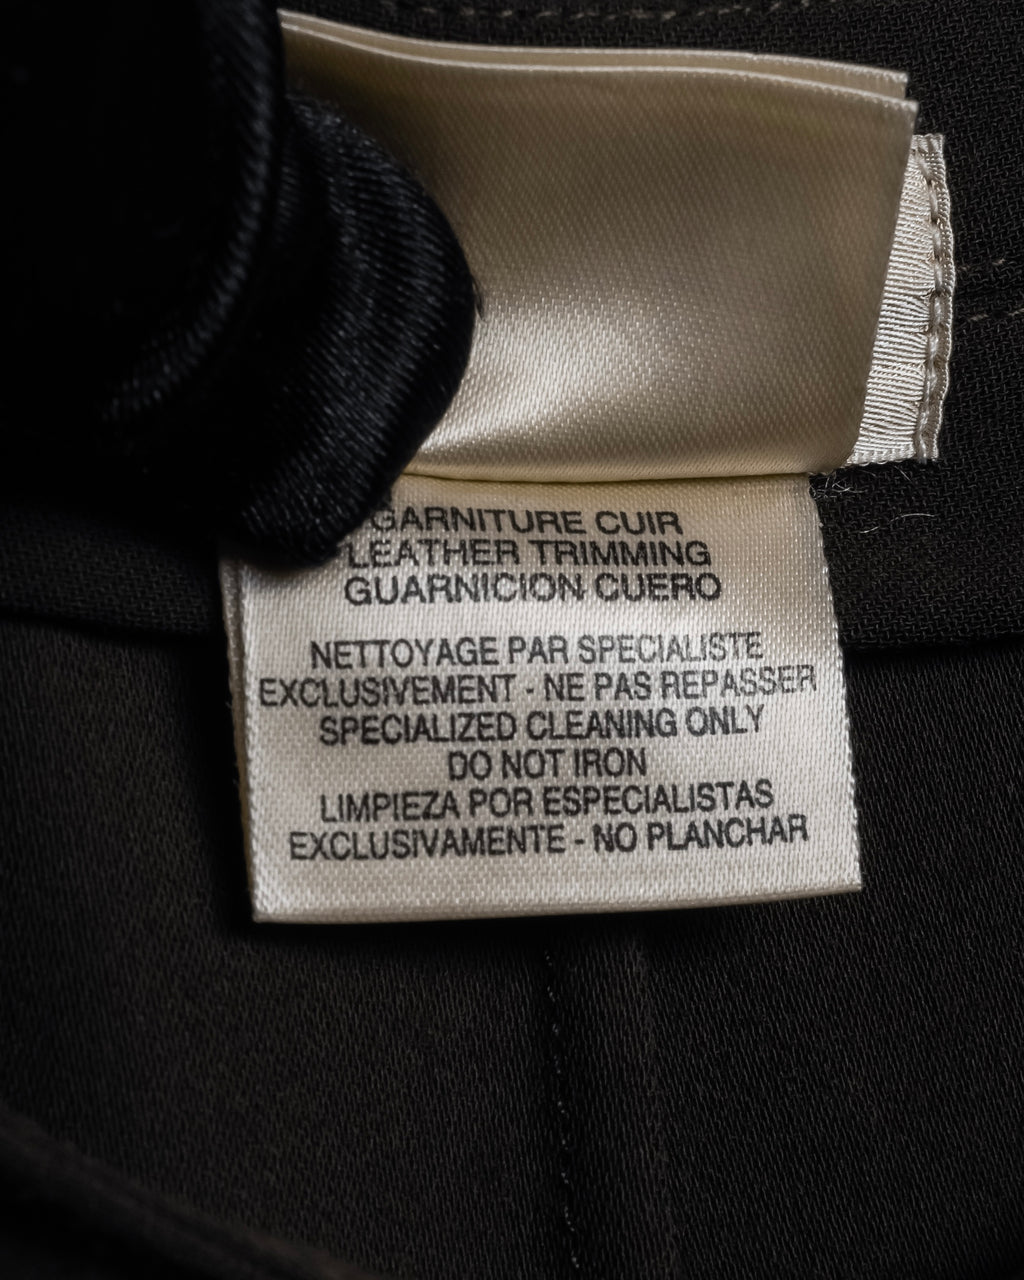 GARNITURE CUIR
LEATHER TRIMMING
GUARNICION CUERO
NETTOYAGE PAR SPECIALISTE
EXCLUSIVEMENT - NE PAS REPASSER
SPECIALIZED CLEANING ONLY
DO NOT IRON
LIMPIEZA POR ESPECIALISTAS
EXCLUSIVAMENTE - NO PLANCHAR